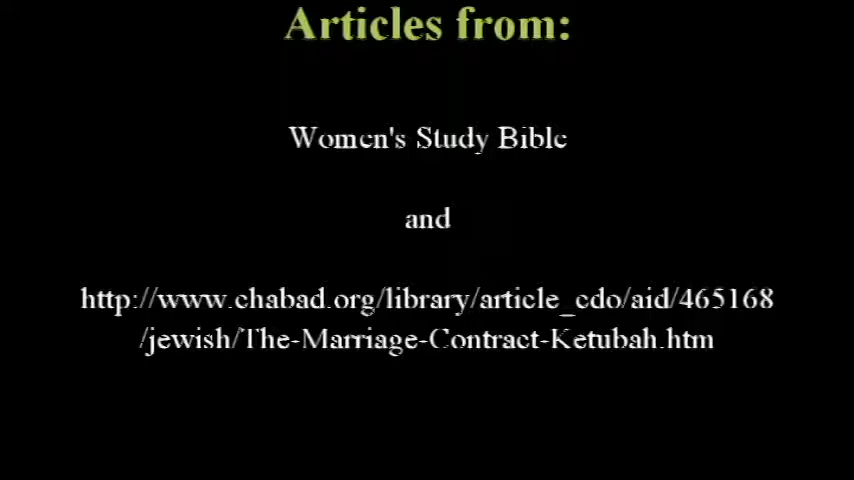 Articles from:
Women's Study Bible
and
http://www.chabad.org/library/article_cdo/aid/465168
/jewish/The-Marriage-Contract-Ketubah.htm